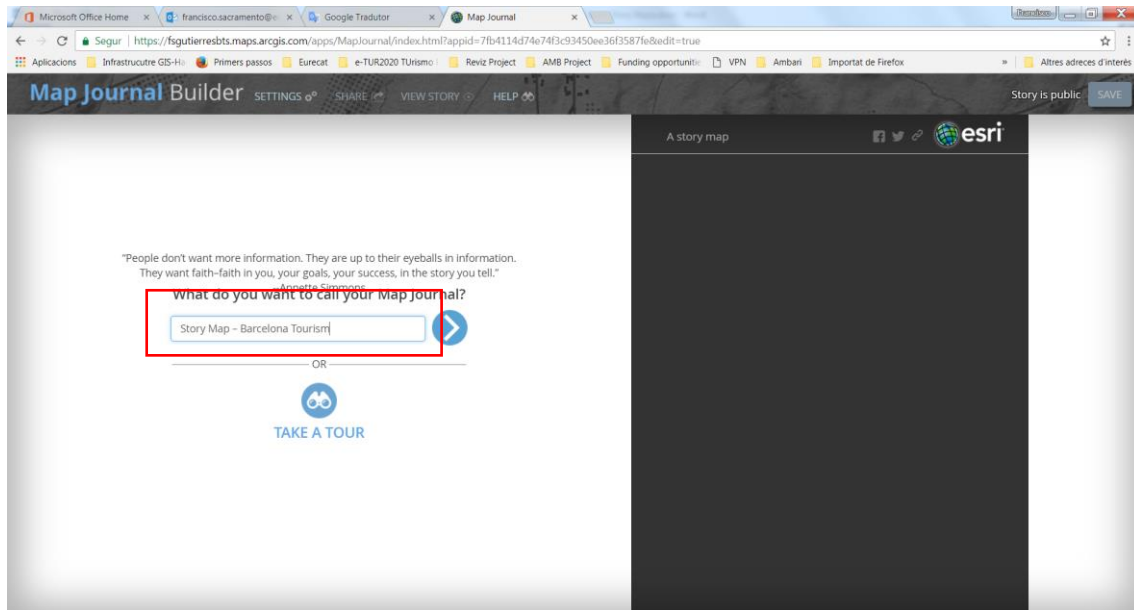 Microsoft Office Home francisco.sacramento@e Google Tradutor Map Journal
Segur https://fsgutierresbts.maps.arcgis.com/apps/MapJournal/index.html?appid=7fb4114d74e74f3c93450ee36f3587fe&edit=true
Aplicacions Infrastrucutre GIS-Ha Primers passos Eurecat e-TUR2020 TUrismo Reviz Project AMB Project Funding opportunitie VPN Ambari Importat de Firefox » Altres adreces d'interès
Map Journal Builder SETTINGS SHARE VIEW STORY HELP Story is public SAVE
A story map esri
"People don't want more information. They are up to their eyeballs in information.
They want faith–faith in you, your goals, your success, in the story you tell."
Annette Simmons
What do you want to call your Map Journal?
Story Map – Barcelona Tourism
OR
TAKE A TOUR